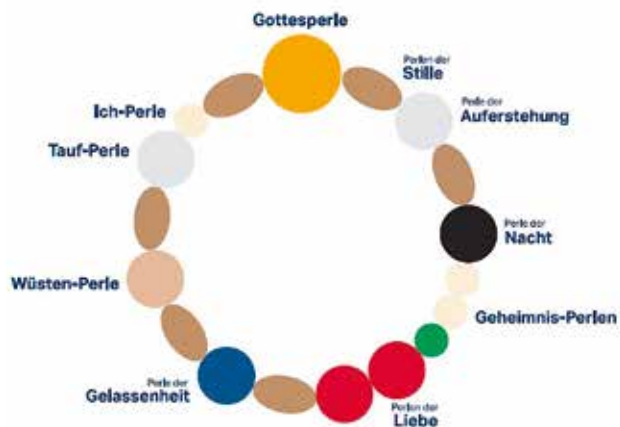 Gottesperle
Perlen der
Stille
Perle der
Auferstehung
Ich-Perle
Tauf-Perle
Perle der
Nacht
Wüsten-Perle
Geheimnis-Perlen
Perle der
Gelassenheit
Perlen der
Liebe